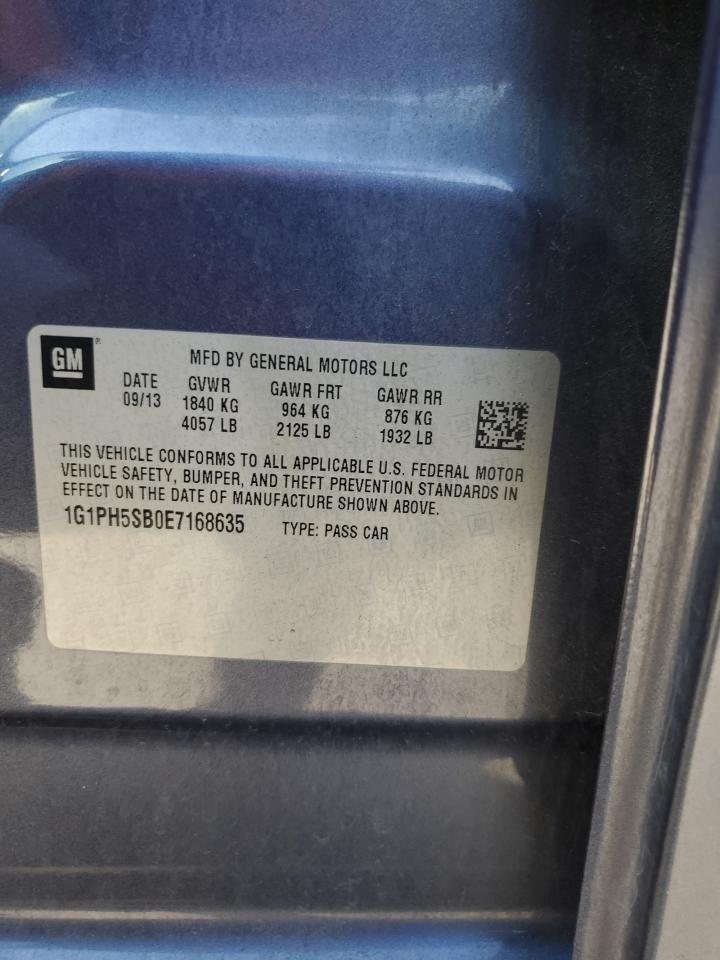 GM
®
MFD BY GENERAL MOTORS LLC
DATE GVWR GAWR FRT GAWR RR
09/13 1840 KG 964 KG 876 KG
4057 LB 2125 LB 1932 LB
THIS VEHICLE CONFORMS TO ALL APPLICABLE U.S. FEDERAL MOTOR
VEHICLE SAFETY, BUMPER, AND THEFT PREVENTION STANDARDS IN
EFFECT ON THE DATE OF MANUFACTURE SHOWN ABOVE.
1G1PH5SB0E7168635 TYPE: PASS CAR